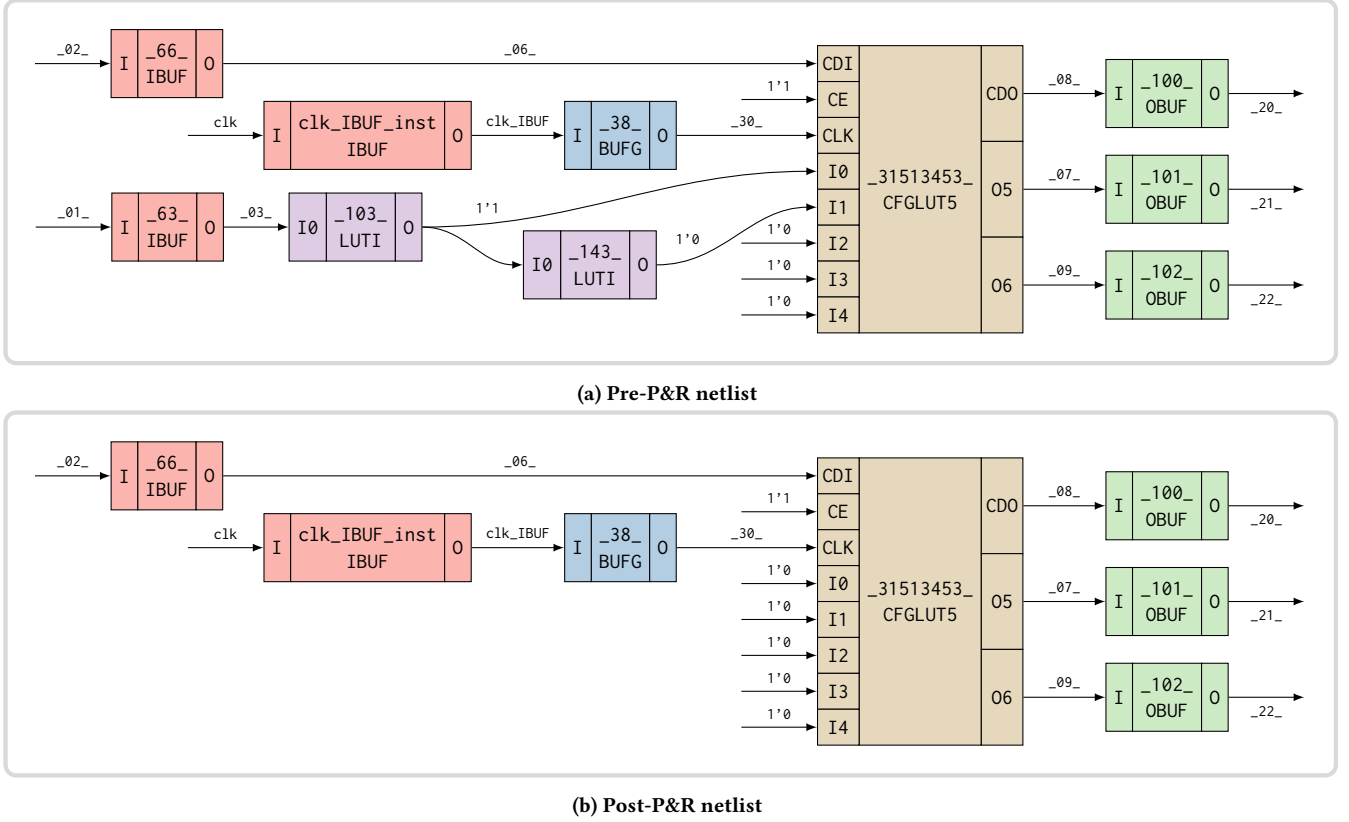 _02_ I _66_ IBUF O _06_ CDI
1'1 CE
clk I clk_IBUF_inst IBUF O clk_IBUF I _38_ BUFG O _30_ CLK
_01_ I _63_ IBUF O _03_ I0 _103_ LUTI O 1'1 I0
I0 _143_ LUTI O 1'0 I1
1'0 I2
1'0 I3
1'0 I4
_31513453_
CFGLUT5
CDO _08_ I _100_ OBUF O _20_
O5 _07_ I _101_ OBUF O _21_
O6 _09_ I _102_ OBUF O _22_
(a) Pre-P&R netlist
_02_ I _66_ IBUF O _06_ CDI
1'1 CE
clk I clk_IBUF_inst IBUF O clk_IBUF I _38_ BUFG O _30_ CLK
1'0 I0
1'0 I1
1'0 I2
1'0 I3
1'0 I4
_31513453_
CFGLUT5
CDO _08_ I _100_ OBUF O _20_
O5 _07_ I _101_ OBUF O _21_
O6 _09_ I _102_ OBUF O _22_
(b) Post-P&R netlist